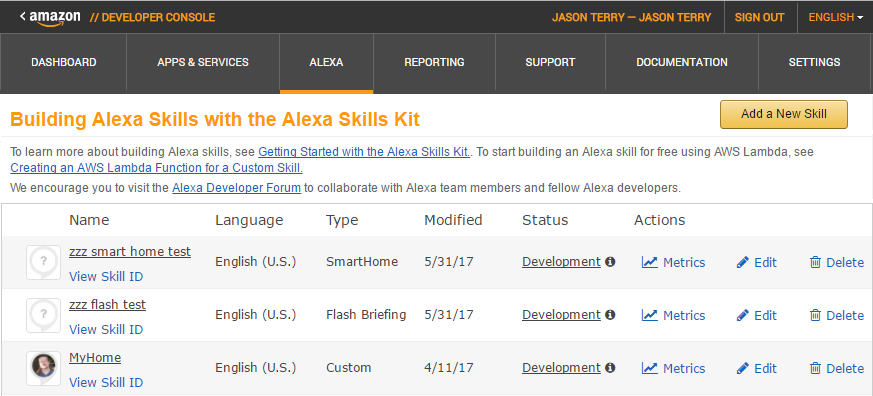 < amazon // DEVELOPER CONSOLE JASON TERRY — JASON TERRY SIGN OUT ENGLISH
DASHBOARD APPS & SERVICES ALEXA REPORTING SUPPORT DOCUMENTATION SETTINGS
Building Alexa Skills with the Alexa Skills Kit
Add a New Skill
To learn more about building Alexa skills, see Getting Started with the Alexa Skills Kit.. To start building an Alexa skill for free using AWS Lambda, see
Creating an AWS Lambda Function for a Custom Skill.
We encourage you to visit the Alexa Developer Forum to collaborate with Alexa team members and fellow Alexa developers.
Name Language Type Modified Status Actions
? zzz smart home test English (U.S.) SmartHome 5/31/17 Development i Metrics Edit Delete
View Skill ID
? zzz flash test English (U.S.) Flash Briefing 5/31/17 Development i Metrics Edit Delete
View Skill ID
MyHome English (U.S.) Custom 4/11/17 Development i Metrics Edit Delete
View Skill ID